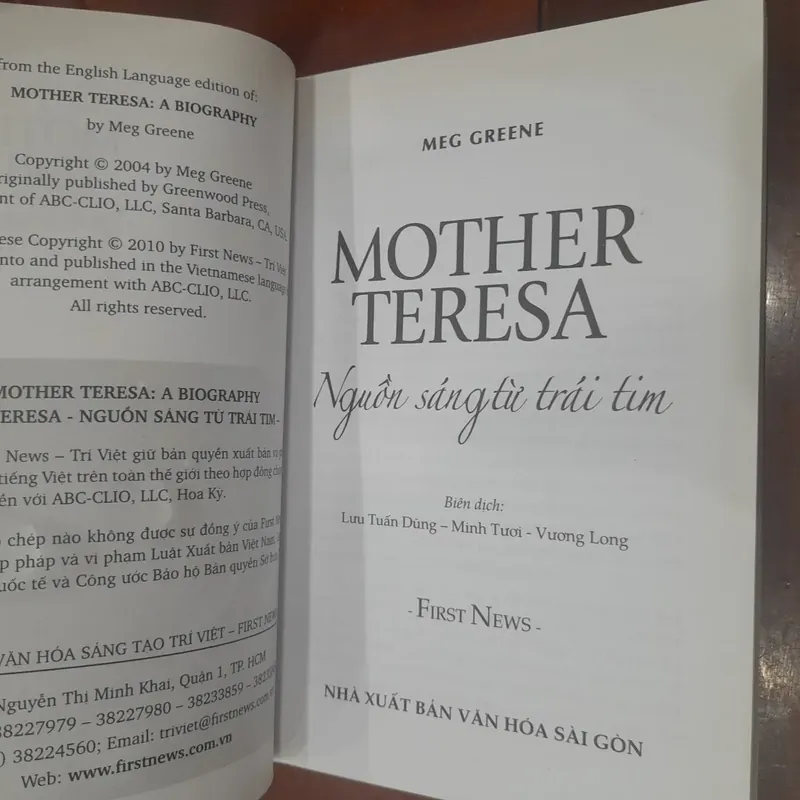 from the English Language edition of:
MOTHER TERESA: A BIOGRAPHY
by Meg Greene
Copyright © 2004 by Meg Greene
riginally published by Greenwood Press,
nt of ABC-CLIO, LLC, Santa Barbara, CA, USA
ese Copyright © 2010 by First News – Trí Việt
into and published in the Vietnamese language
arrangement with ABC-CLIO, LLC.
All rights reserved.
MOTHER TERESA: A BIOGRAPHY
ERESA - NGUỒN SÁNG TỪ TRÁI TIM -
News – Trí Việt giữ bản quyền xuất bản và
tiếng Việt trên toàn thế giới theo hợp đồng
ền với ABC-CLIO, LLC, Hoa Kỳ.
chép nào không được sự đồng ý của First
p pháp và vi phạm Luật Xuất bản Việt Nam,
uốc tế và Công ước Bảo hộ Bản quyền Sở
VĂN HÓA SÁNG TẠO TRÍ VIỆT – FIRST NEWS
Nguyễn Thị Minh Khai, Quận 1, TP. HCM
38227979 – 38227980 – 38233859 –
) 38224560; Email: triviet@firstnews.com.vn
Web: www.firstnews.com.vn
MEG GREENE
MOTHER
TERESA
Nguồn sáng từ trái tim
Biên dịch:
Lưu Tuấn Dũng – Minh Tươi - Vương Long
- FIRST NEWS -
NHÀ XUẤT BẢN VĂN HÓA SÀI GÒN